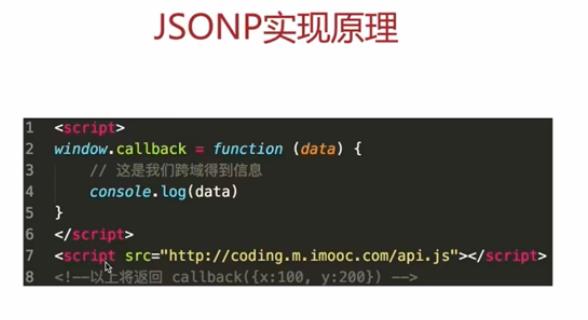 JSONP实现原理
1 <script>
2 window.callback = function (data) {
3     // 这是我们跨域得到信息
4     console.log(data)
5 }
6 </script>
7 <script src="http://coding.m.imooc.com/api.js"></script>
8 <!--以上将返回 callback({x:100, y:200}) -->